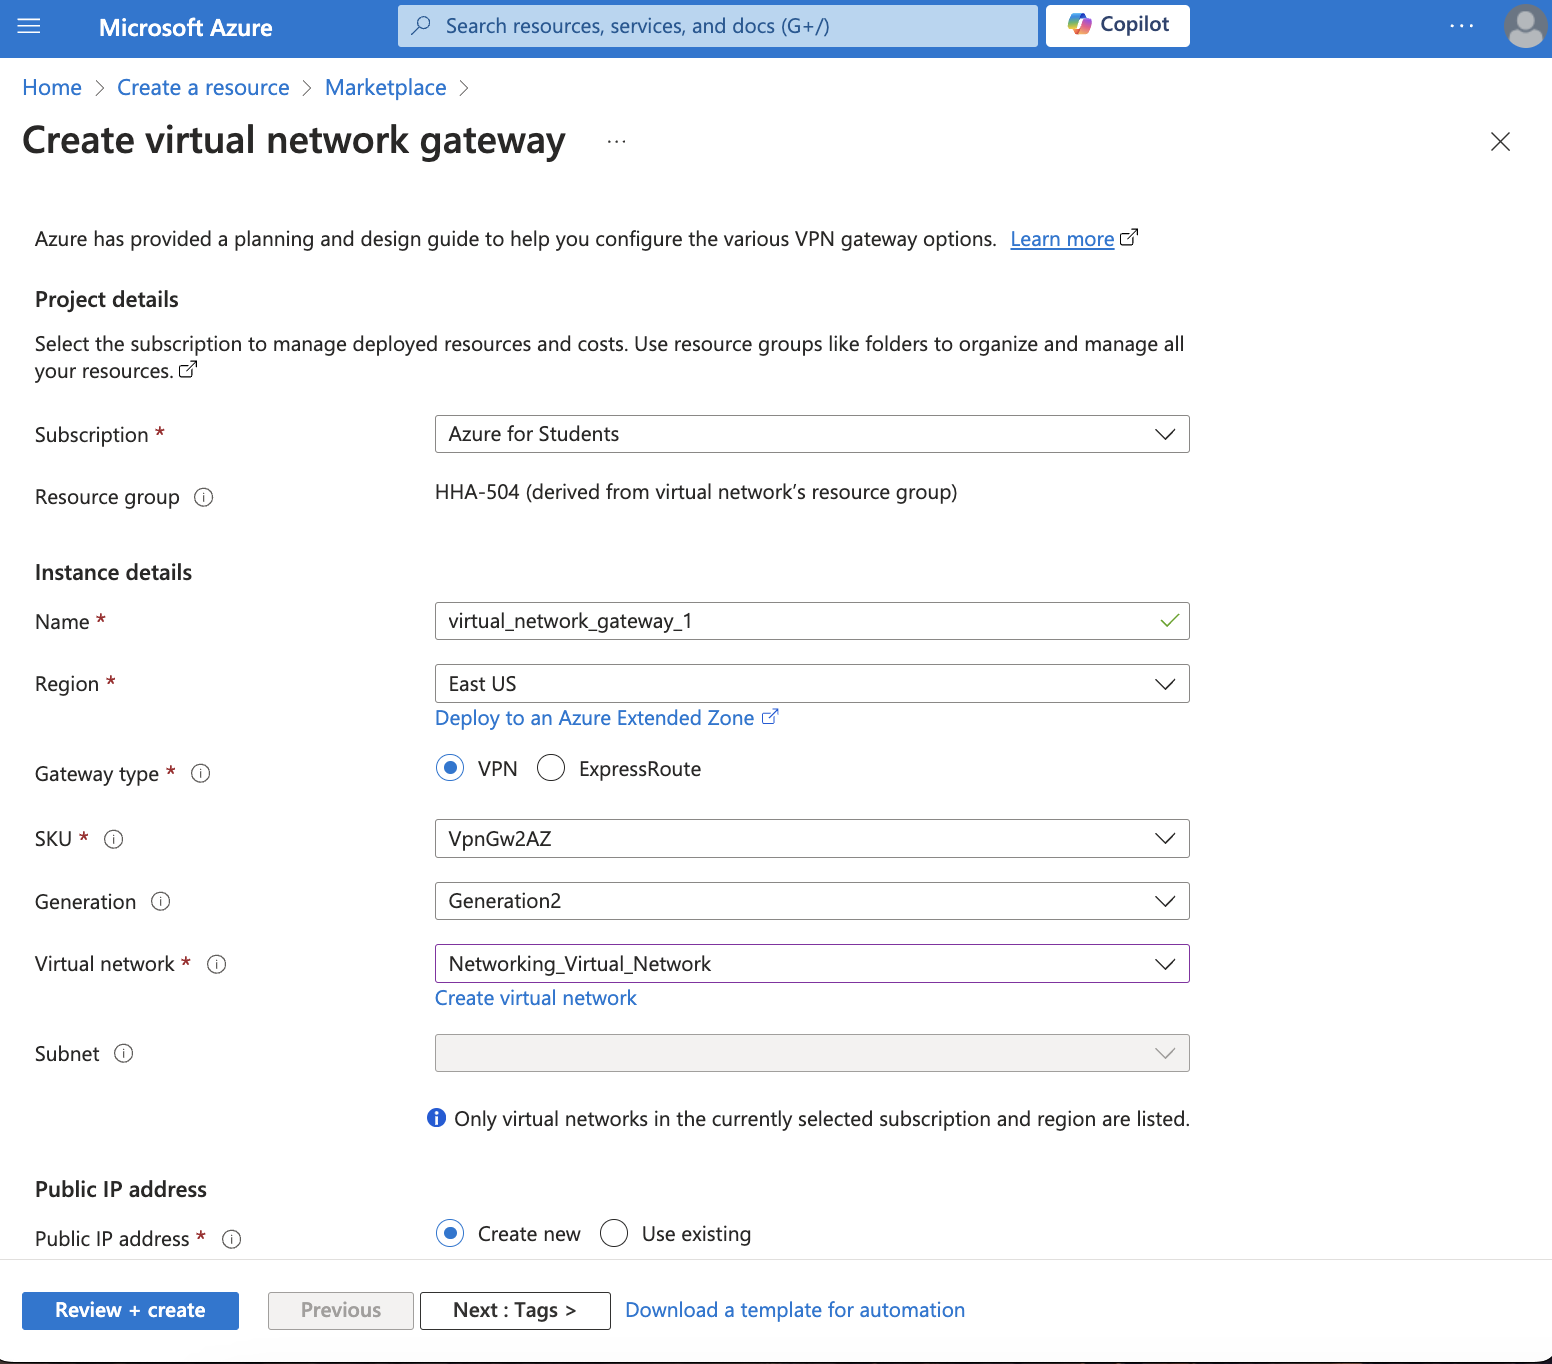 Microsoft Azure
Search resources, services, and docs (G+/)
Copilot
Home > Create a resource > Marketplace >
Create virtual network gateway ...
Azure has provided a planning and design guide to help you configure the various VPN gateway options. Learn more
Project details
Select the subscription to manage deployed resources and costs. Use resource groups like folders to organize and manage all
your resources.
Subscription *
Azure for Students
Resource group
HHA-504 (derived from virtual network's resource group)
Instance details
Name *
virtual_network_gateway_1
Region *
East US
Deploy to an Azure Extended Zone
Gateway type *
VPN
ExpressRoute
SKU *
VpnGw2AZ
Generation
Generation2
Virtual network *
Networking_Virtual_Network
Create virtual network
Subnet
Only virtual networks in the currently selected subscription and region are listed.
Public IP address
Public IP address *
Create new
Use existing
Review + create
Previous
Next : Tags >
Download a template for automation